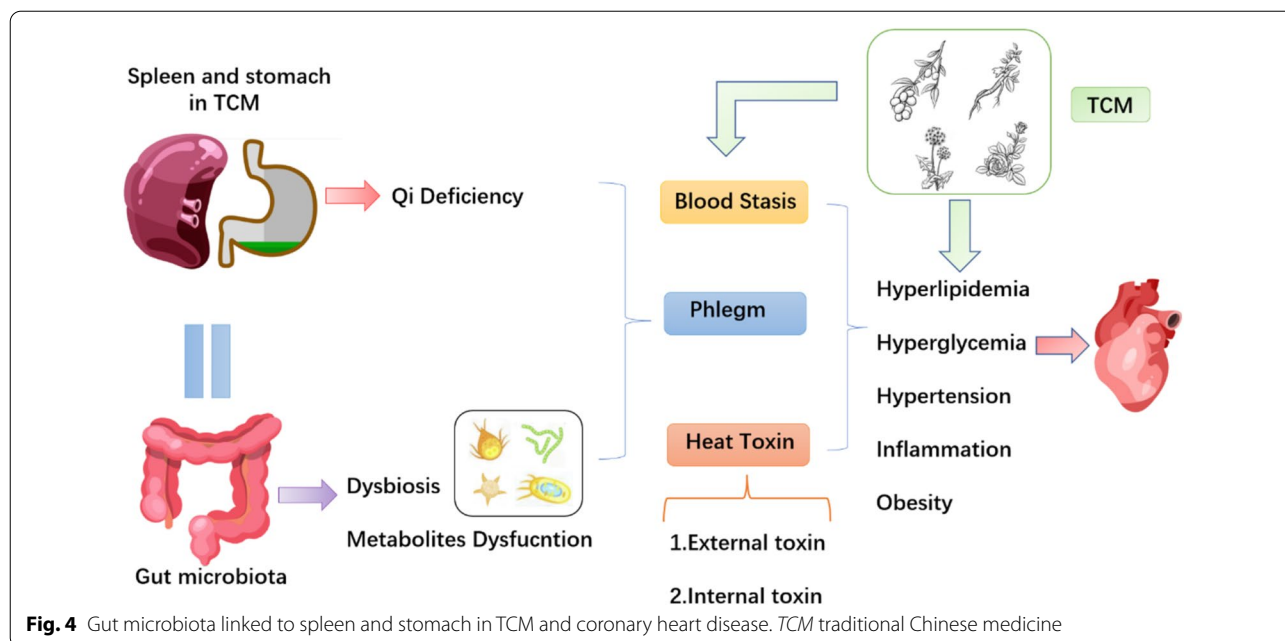 Spleen and stomach
in TCM
Qi Deficiency
Gut microbiota
Dysbiosis
Metabolites Dysfucntion
Blood Stasis
Phlegm
Heat Toxin
1.External toxin
2.Internal toxin
TCM
Hyperlipidemia
Hyperglycemia
Hypertension
Inflammation
Obesity
Fig. 4 Gut microbiota linked to spleen and stomach in TCM and coronary heart disease. TCM traditional Chinese medicine